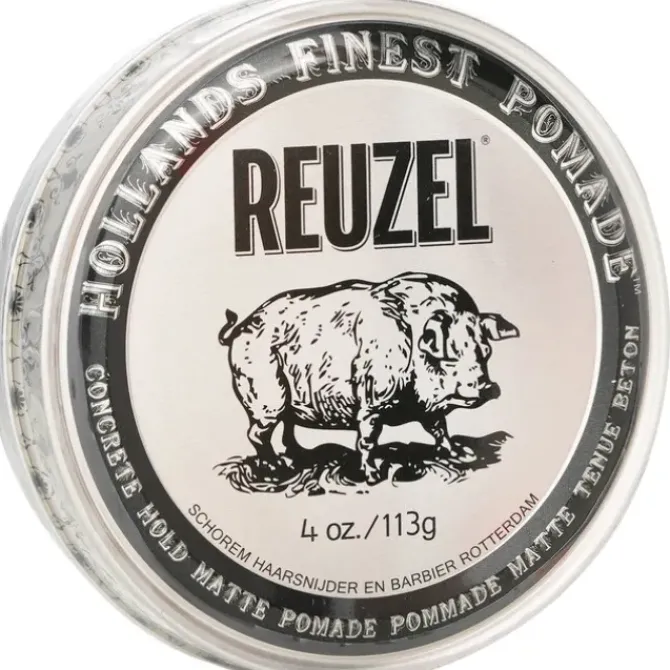 HOLLANDS FINEST POMADE™
REUZEL®
4 oz./113g
SCHOREM HAARSNIJDER EN BARBIER ROTTERDAM
CONCRETE HOLD MATTE POMADE POMMADE MATTE TENUE BETON